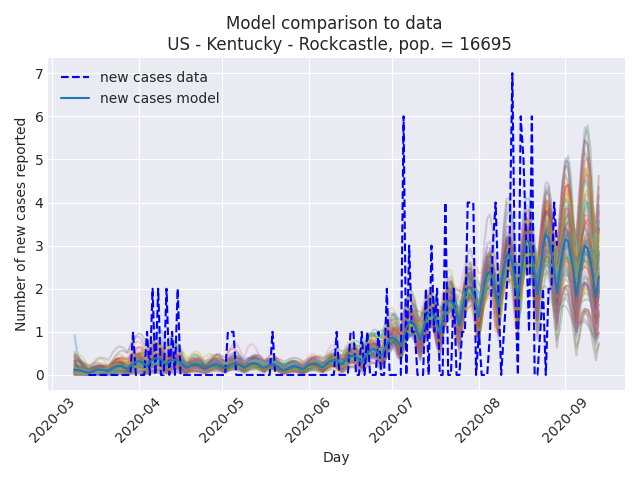 Model comparison to data
US - Kentucky - Rockcastle, pop. = 16695
new cases data
new cases model
Number of new cases reported
7
6
5
4
3
2
1
0
2020-03
2020-04
2020-05
2020-06
2020-07
2020-08
2020-09
Day